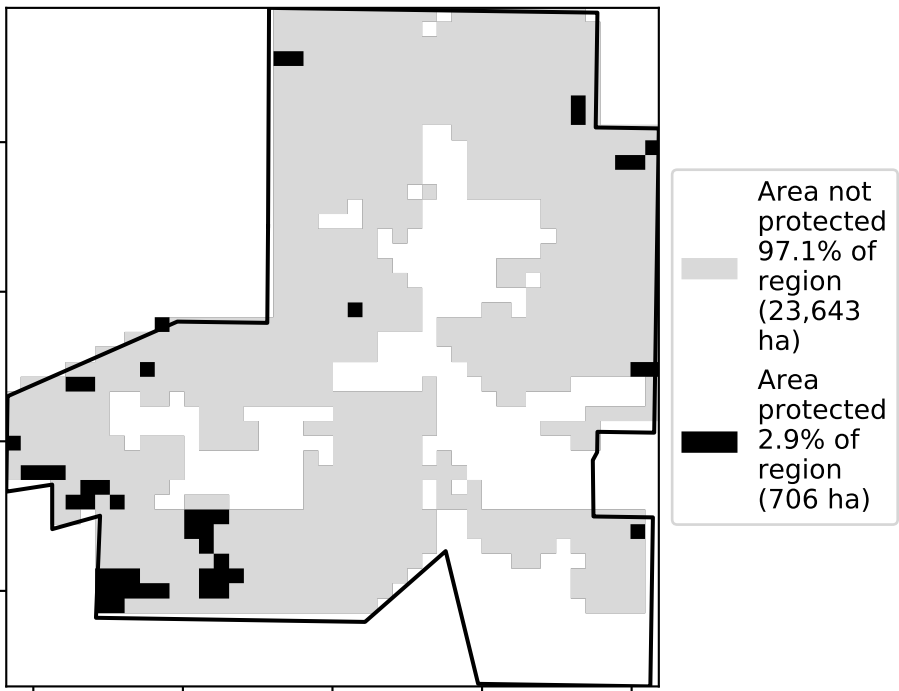 Area not
protected
97.1% of
region
(23,643
ha)
Area
protected
2.9% of
region
(706 ha)